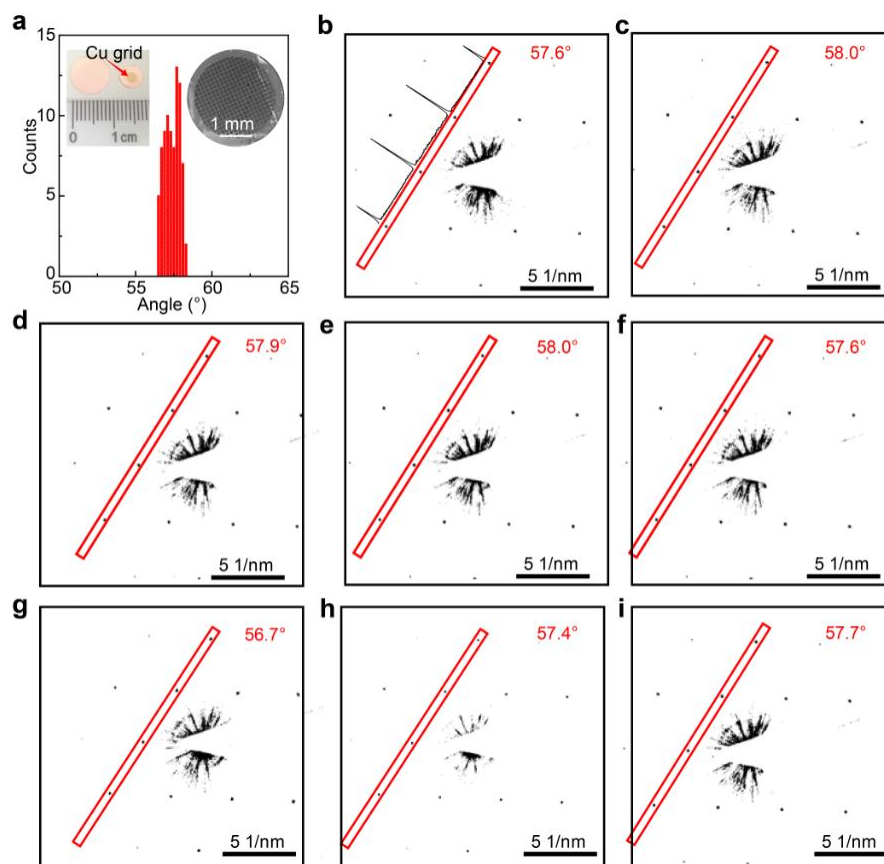 a
15
10
5
0
Counts
Cu grid
0 1 cm
1 mm
50 55 60 65
Angle (°)
b
57.6°
5 1/nm
c
58.0°
5 1/nm
d
57.9°
5 1/nm
e
58.0°
5 1/nm
f
57.6°
5 1/nm
g
56.7°
5 1/nm
h
57.4°
5 1/nm
i
57.7°
5 1/nm